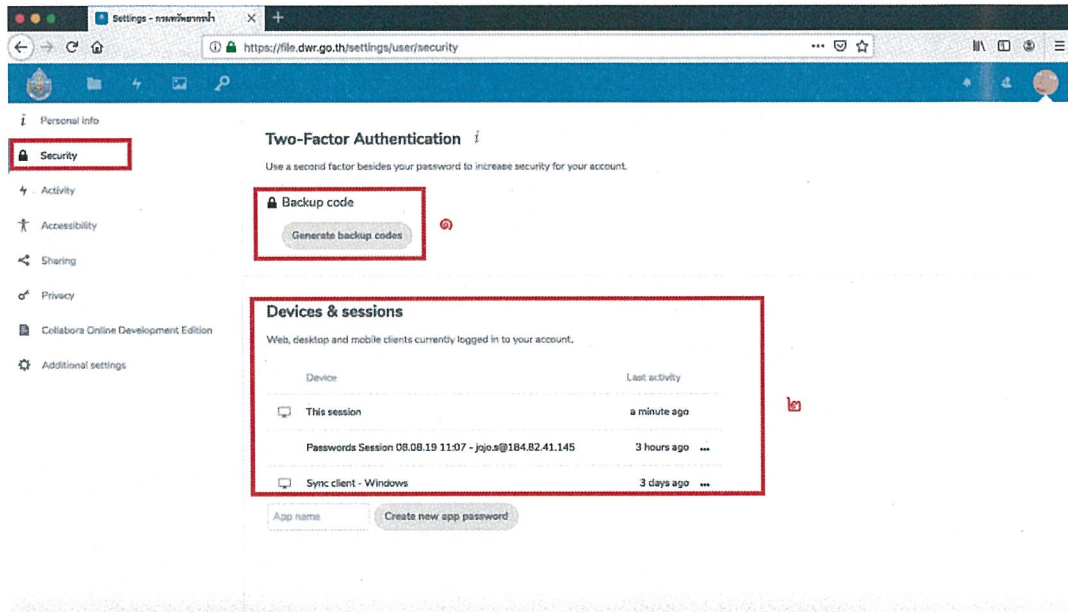 Settings - กรมทรัพยากรน้ำ
https://file.dwr.go.th/settings/user/security
Personal info
Security
Activity
Accessibility
Sharing
Privacy
Collabora Online Development Edition
Additional settings
Two-Factor Authentication i
Use a second factor besides your password to increase security for your account.
Backup code
Generate backup codes
๑
Devices & sessions
Web, desktop and mobile clients currently logged in to your account.
Device Last activity
This session a minute ago
๒
Passwords Session 08.08.19 11:07 - jojo.s@184.82.41.145 3 hours ago ...
Sync client - Windows 3 days ago ...
App name Create new app password